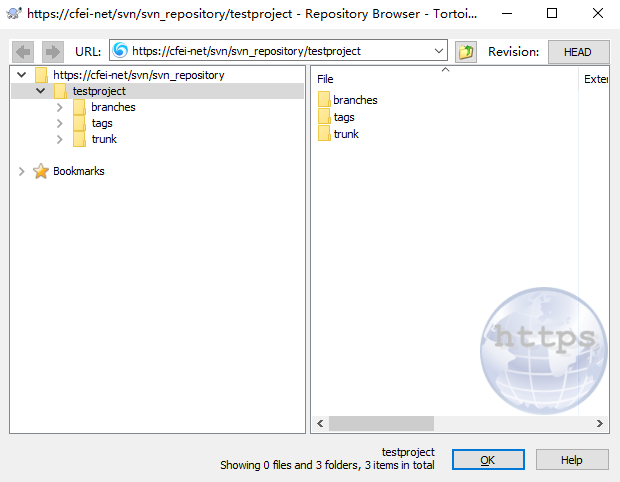 https://cfei-net/svn/svn_repository/testproject - Repository Browser - Tortoi...
URL: https://cfei-net/svn/svn_repository/testproject Revision: HEAD
https://cfei-net/svn/svn_repository
testproject
branches
tags
trunk
Bookmarks
File Exter
branches
tags
trunk
https
testproject
Showing 0 files and 3 folders, 3 items in total
OK Help